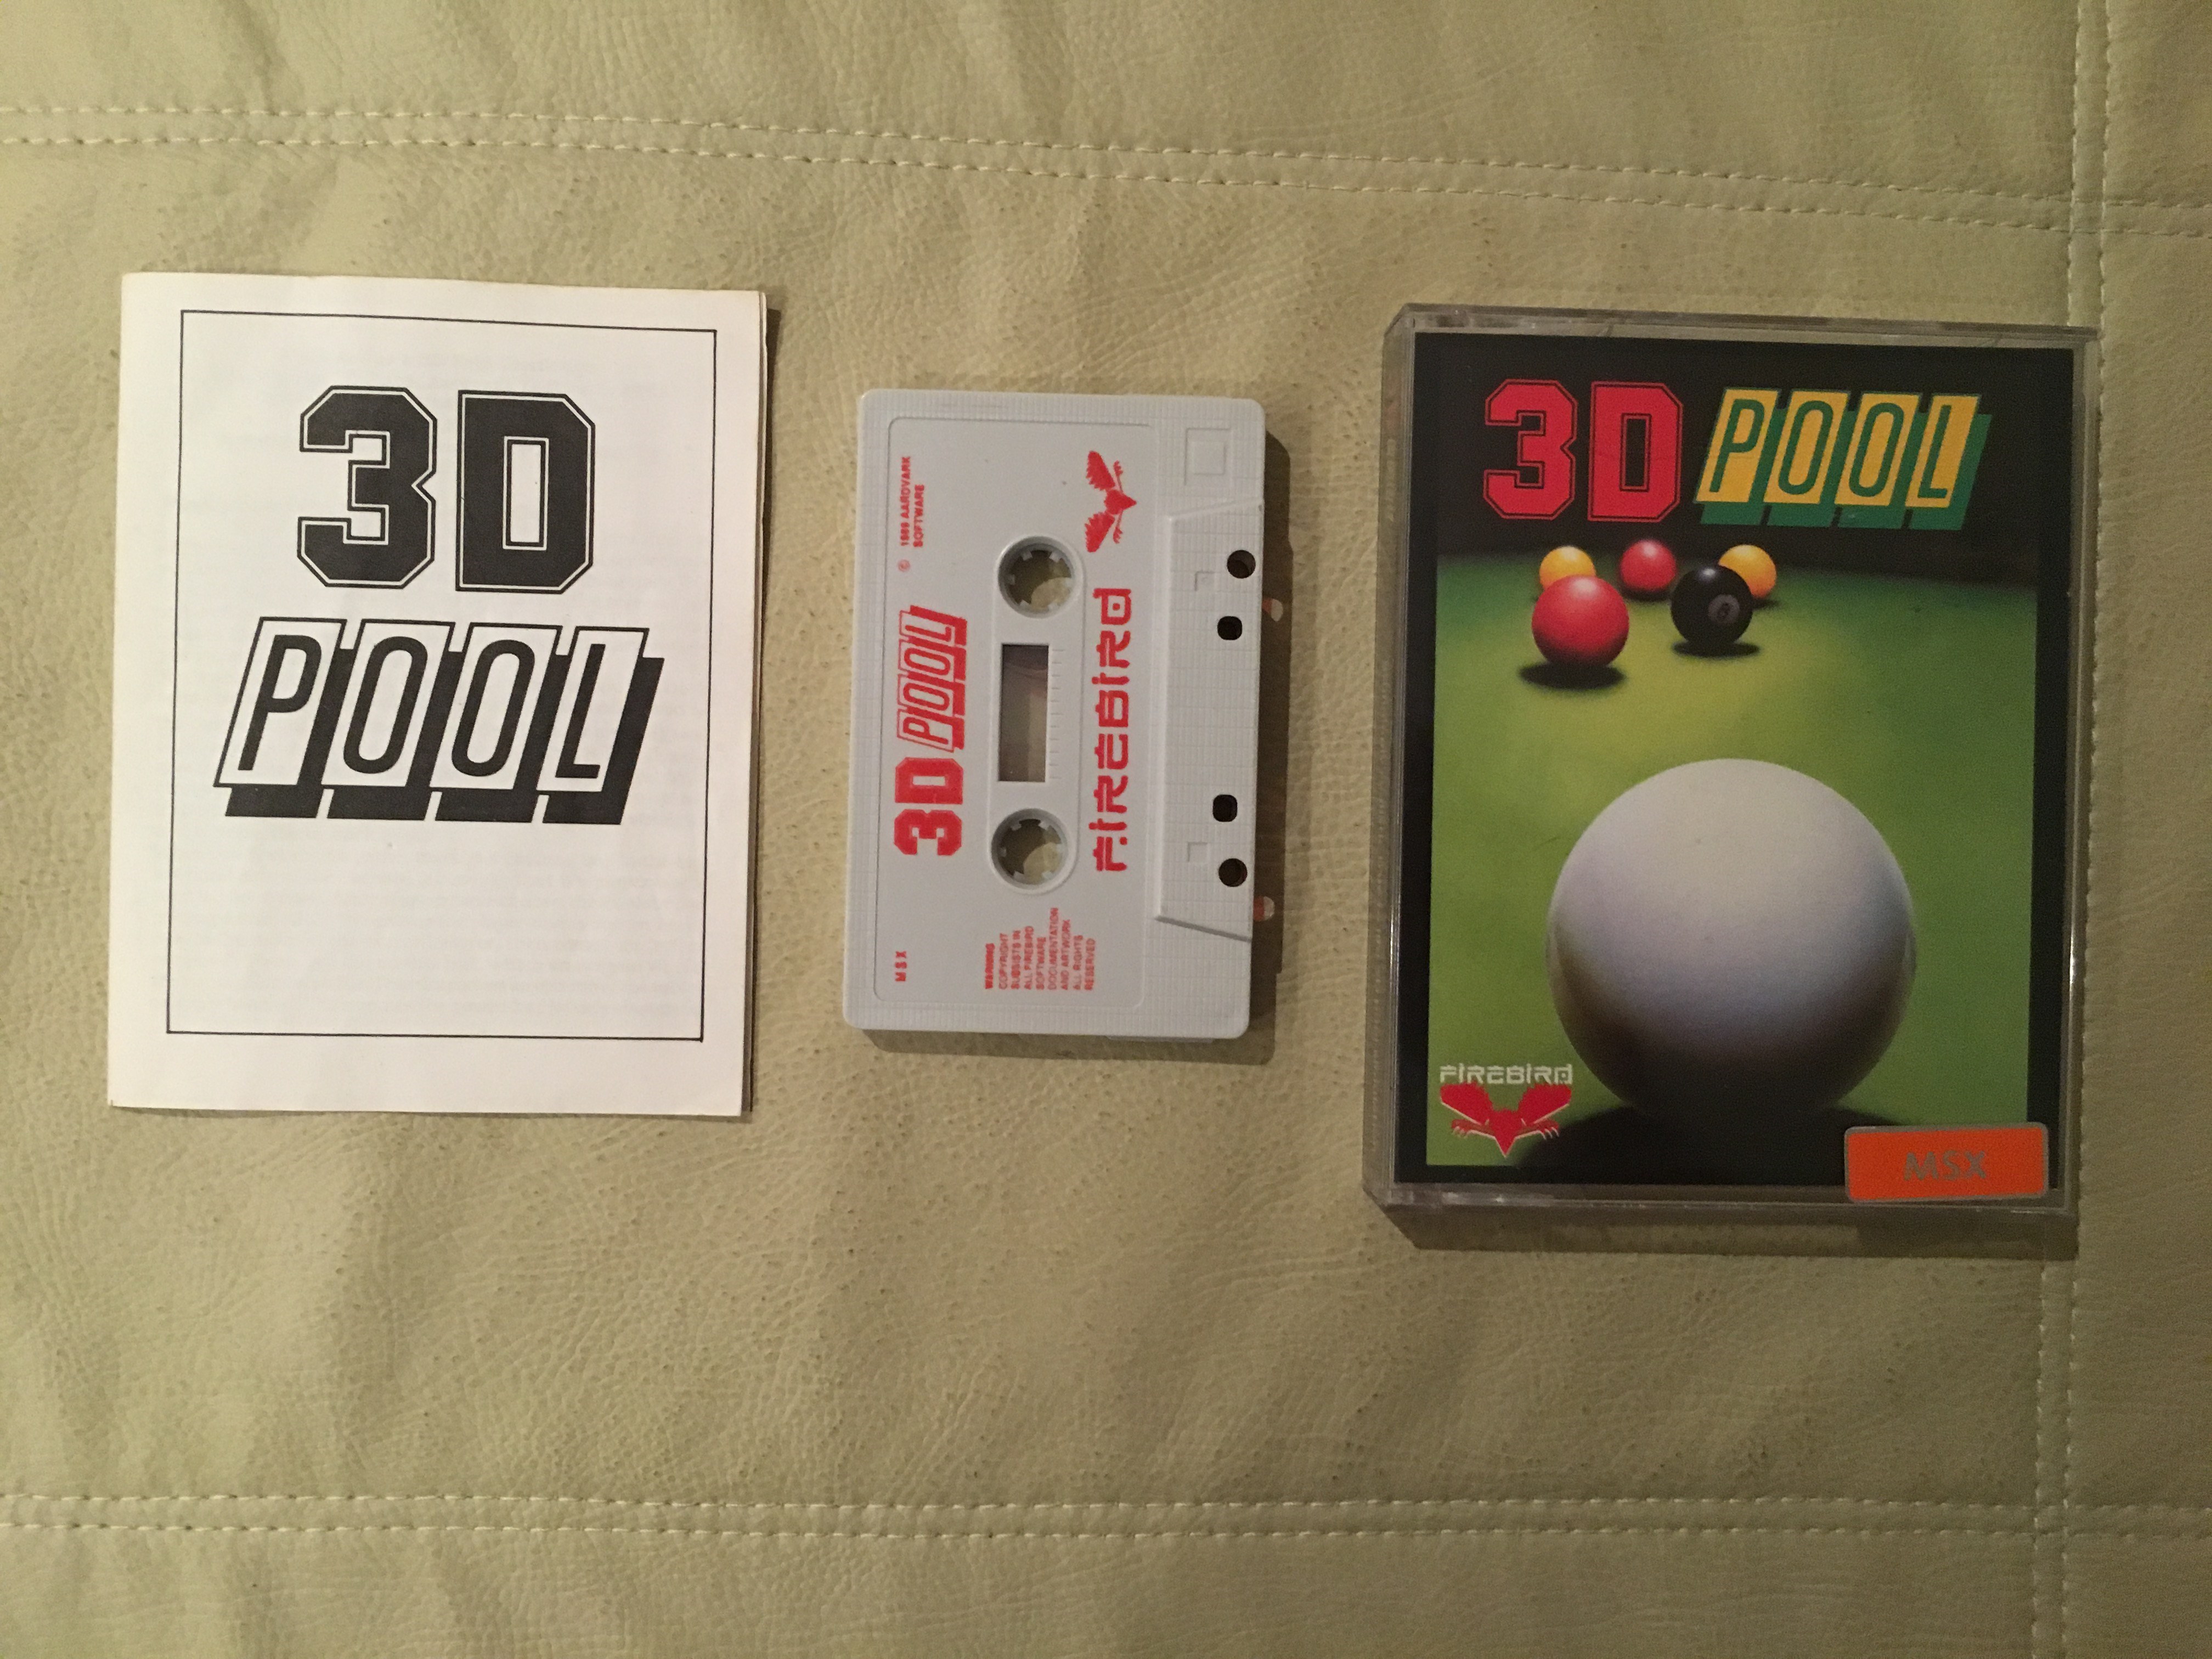 3D
POOL
MSX
3D POOL
© 1989 AARDVARK
SOFTWARE
WARNING
COPYRIGHT
SUBSISTS IN
ALL FIREBIRD
SOFTWARE
DOCUMENTATION
AND ARTWORK
ALL RIGHTS
RESERVED
FIREBIRD
3D POOL
8
FIREBIRD
MSX